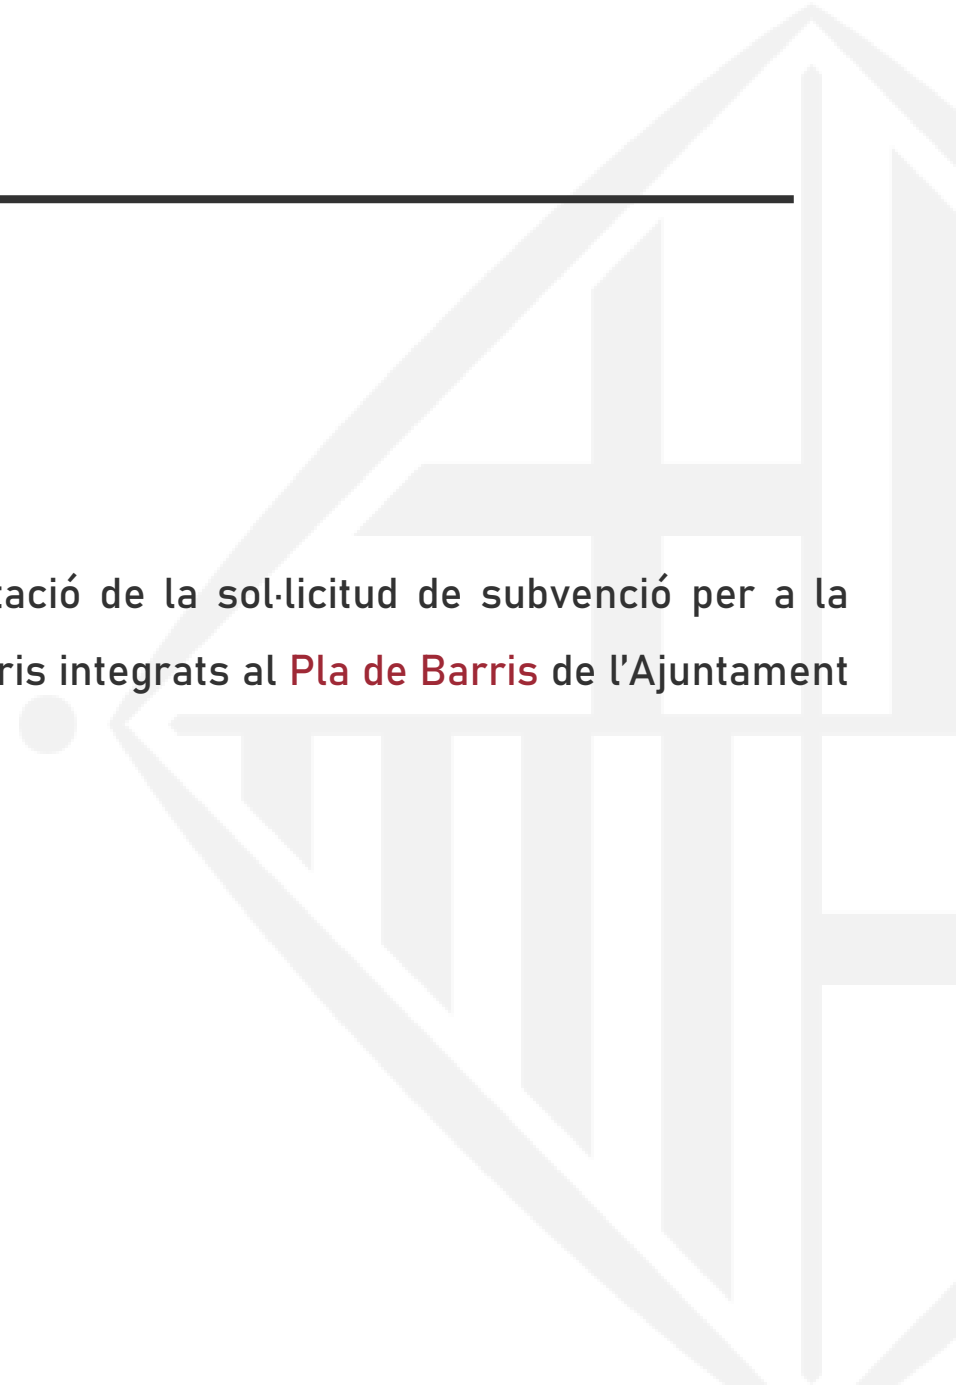 tació de la sol·licitud de subvenció per a la
ris integrats al Pla de Barris de l'Ajuntament